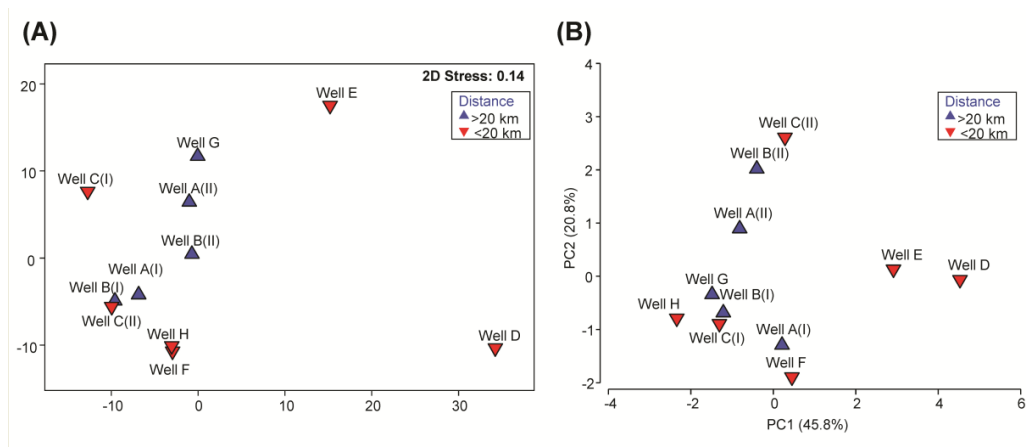 (A)
2D Stress: 0.14
Distance
>20 km
<20 km
Well E
Well G
Well C(I)
Well A(II)
Well B(II)
Well A(I)
Well B(I)
Well C(II)
Well H
Well F
Well D
20
10
0
-10
-10 0 10 20 30
(B)
Distance
>20 km
<20 km
Well C(II)
Well B(II)
Well A(II)
Well E
Well D
Well G
Well B(I)
Well H
Well C(I)
Well A(I)
Well F
PC2 (20.8%)
4
3
2
1
0
-1
-2
-4 -2 0 2 4 6
PC1 (45.8%)